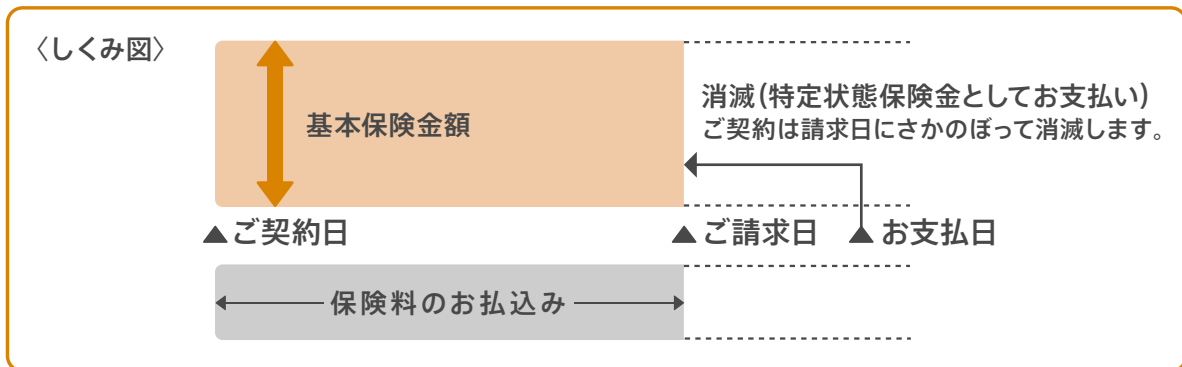 〈しくみ図〉
基本保険金額
消滅(特定状態保険金としてお支払い)
ご契約は請求日にさかのぼって消滅します。
▲ご契約日
▲ご請求日
▲お支払日
保険料のお払込み